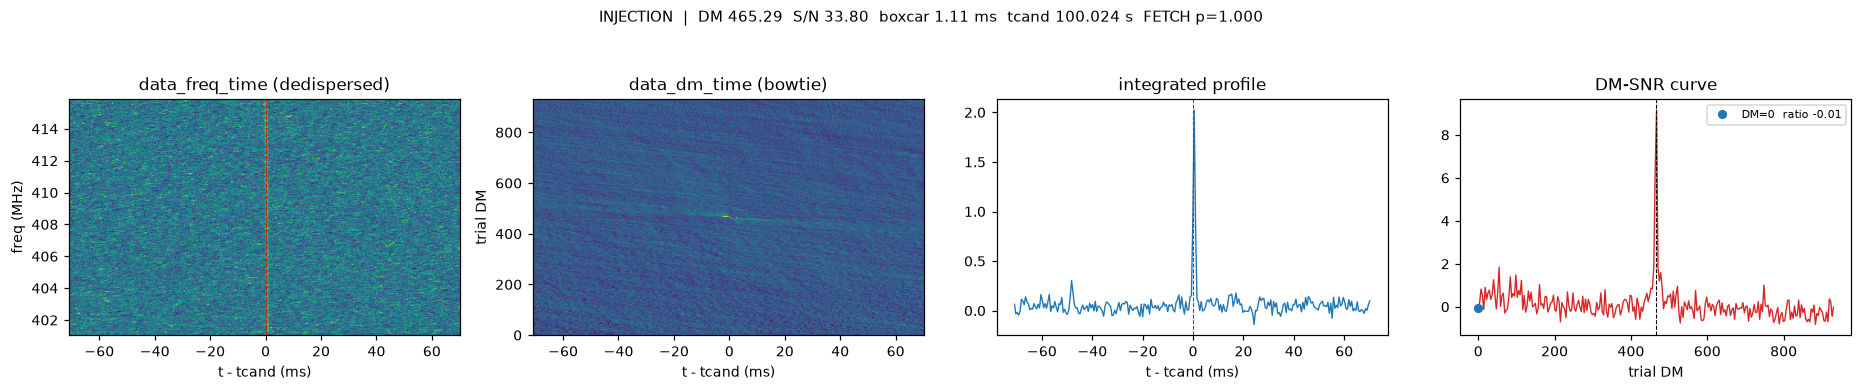 INJECTION | DM 465.29 S/N 33.80 boxcar 1.11 ms tcand 100.024 s FETCH p=1.000
data_freq_time (dedispersed)
freq (MHz)
414
412
410
408
406
404
402
−60 −40 −20 0 20 40 60
t - tcand (ms)
data_dm_time (bowtie)
trial DM
800
600
400
200
0
−60 −40 −20 0 20 40 60
t - tcand (ms)
integrated profile
2.0
1.5
1.0
0.5
0.0
−60 −40 −20 0 20 40 60
t - tcand (ms)
DM-SNR curve
DM=0 ratio -0.01
8
6
4
2
0
0 200 400 600 800
trial DM